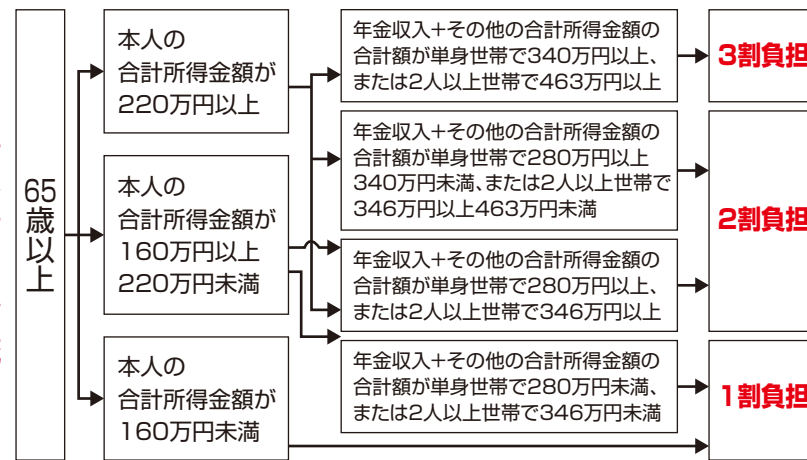 65歳以上
本人の
合計所得金額が
220万円以上
本人の
合計所得金額が
160万円以上
220万円未満
本人の
合計所得金額が
160万円未満
年金収入+その他の合計所得金額の
合計額が単身世帯で340万円以上、
または2人以上世帯で463万円以上
年金収入+その他の合計所得金額の
合計額が単身世帯で280万円以上
340万円未満、または2人以上世帯で
346万円以上463万円未満
年金収入+その他の合計所得金額の
合計額が単身世帯で280万円以上、
または2人以上世帯で346万円以上
年金収入+その他の合計所得金額の
合計額が単身世帯で280万円未満、
または2人以上世帯で346万円未満
3割負担
2割負担
1割負担